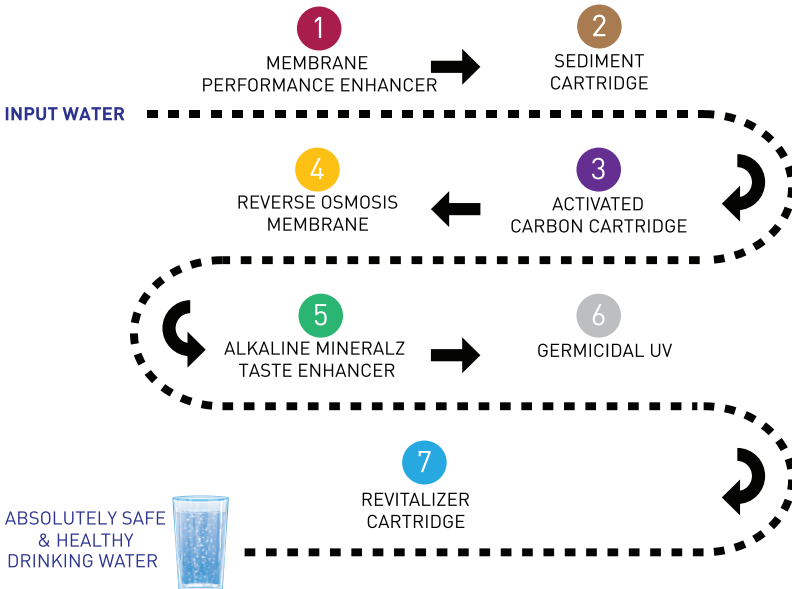 1
MEMBRANE
PERFORMANCE ENHANCER
2
SEDIMENT
CARTRIDGE
INPUT WATER
3
ACTIVATED
CARBON CARTRIDGE
4
REVERSE OSMOSIS
MEMBRANE
5
ALKALINE MINERALZ
TASTE ENHANCER
6
GERMICIDAL UV
7
REVITALIZER
CARTRIDGE
ABSOLUTELY SAFE
& HEALTHY
DRINKING WATER